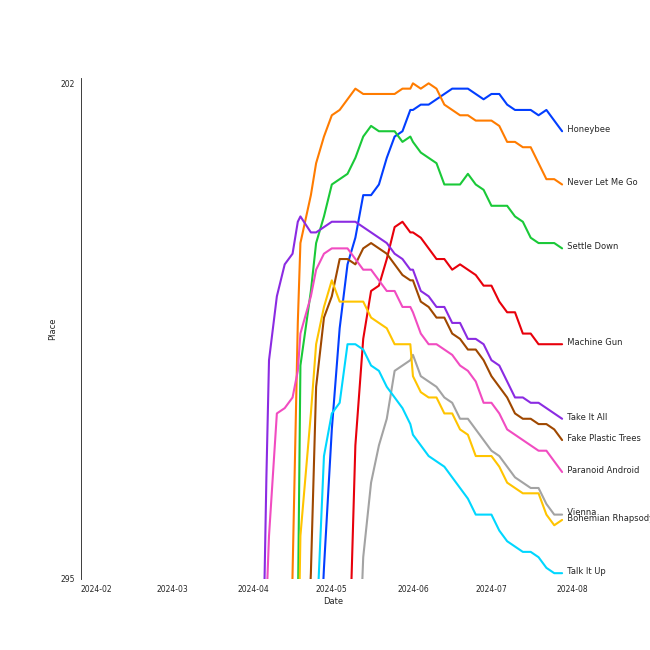 202
Honeybee
Never Let Me Go
Settle Down
Place
Machine Gun
Take It All
Fake Plastic Trees
Paranoid Android
Vienna
Bohemian Rhapsody
Talk It Up
295
2024-02 2024-03 2024-04 2024-05 2024-06 2024-07 2024-08
Date